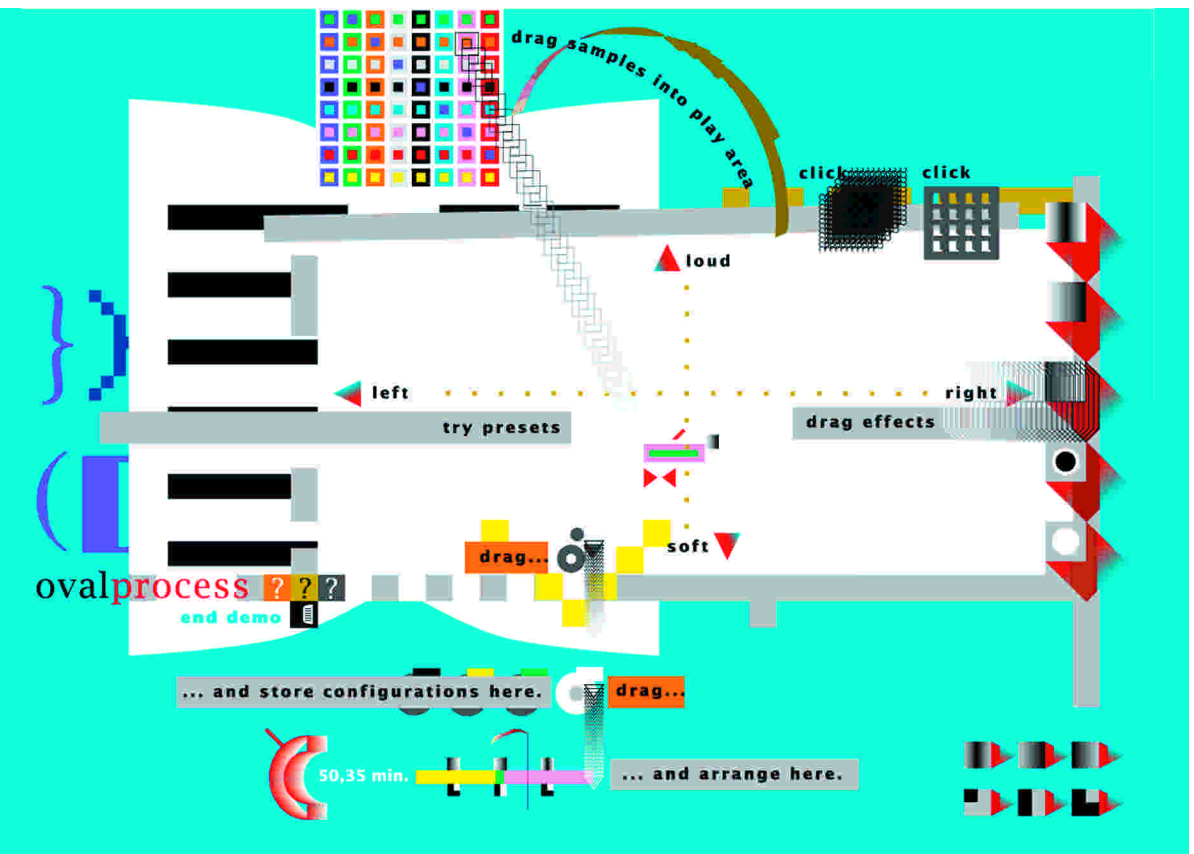 drag samples into play area
click
click
loud
left
right
try presets
drag effects
drag...
soft
ovalprocess ? ? ?
end demo
... and store configurations here.
drag...
50,35 min.
... and arrange here.